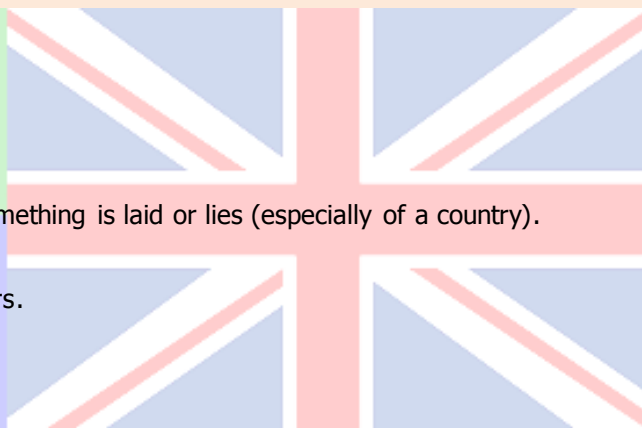 mething is laid or lies (especially of a country).
rs.